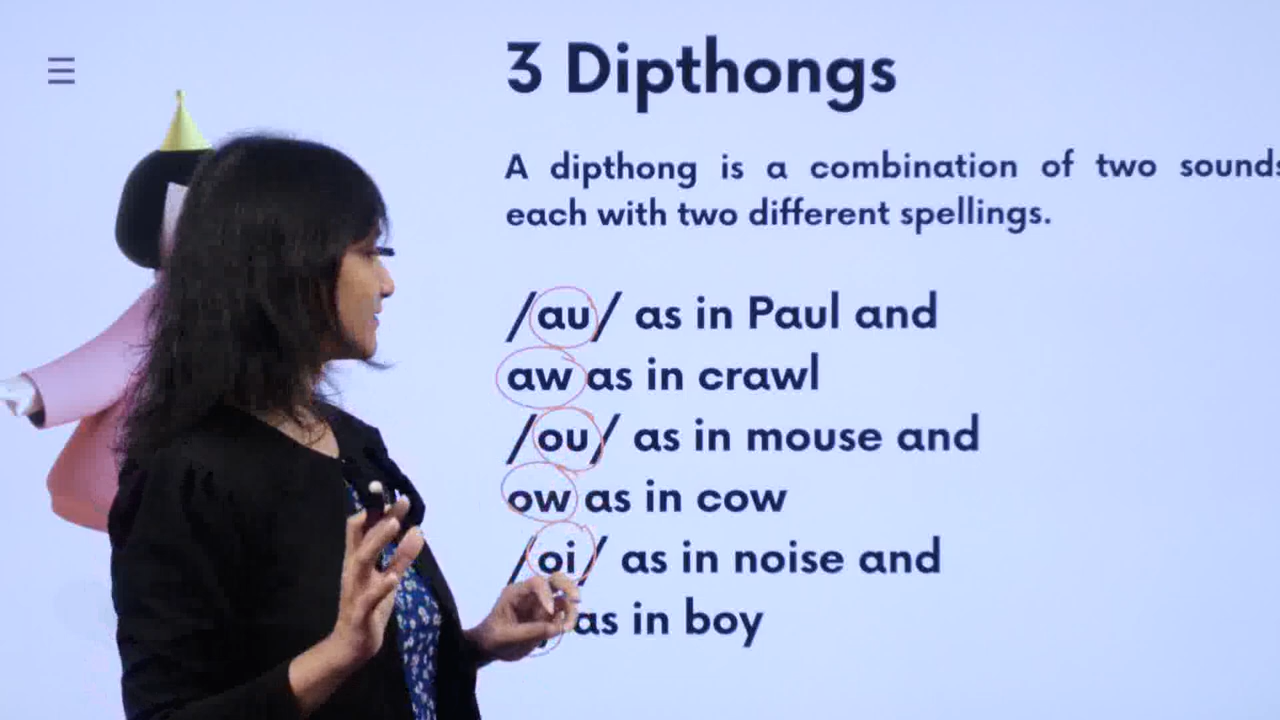 3 Dipthongs
A dipthong is a combination of two sounds
each with two different spellings.
/au/ as in Paul and
aw as in crawl
/ou/ as in mouse and
ow as in cow
/oi/ as in noise and
as in boy